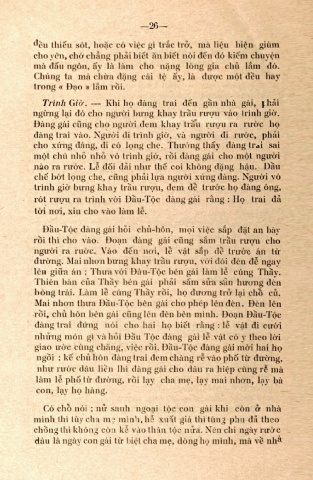 —26—
đều thiếu sót, hoặc có việc gì trắc trở, mà liệu biện giùm
cho yên, chớ chẳng phải biết ăn biết nói đến đó kiếm chuyện
mà đấu ngôn, ấy là làm cho nặng lòng gia chủ lắm đó.
Chúng ta mà chừa đặng cái tệ ấy, là được một đều hay
trong « Đạo » lắm rồi.
Trình Giờ. — Khi họ đàng trai đến gần nhà gái, phải
ngừng lại đó cho người bưng khay trầu rượu vào trình giờ.
Đàng gái cũng cho người đem khay trầu rượu ra rước họ
đàng trai vào. Người đi trình giờ, và người đi rước, phải
cho xứng đáng, đi có lọng che. Thường thấy đàng trai sai
một chú nhỏ nhỏ vô trình giờ, rồi đàng gái cho một người
nào ra rước. Lễ đối đãi như thế coi không đặng hậu. Dầu
chế bớt lọng che, cũng phải lựa người xứng đáng. Người vô
trình giờ bưng khay trầu rượu, đem để trước họ đàng ông,
rót rượu ra trình với Đầu-Tộc đàng gái rằng : Họ trai đã
tới nơi, xin cho vào làm lễ.
Đầu-Tộc đàng gái hỏi chủ-hôn, mọi việc sắp đặt an bày
rồi thì cho vào. Đoạn đàng gái cũng sắm trầu rượu cho
người ra rước. Vào đến nơi, lễ vật sắp để trước án từ
đường. Mai nhơn bưng khay trầu rượu, với đôi đèn để ngay
lên giữa án ; Thưa với Đầu-Tộc bên gái làm lễ cúng Thầy.
Thiên bàn của Thầy bên gái phải sắm sửa sẵn hương đèn
bông trái. Làm lễ cúng Thầy rồi, họ đương trở lại chỗ cũ.
Mai nhơn thưa Đầu-Tộc bên gái cho phép lên đèn. Đèn lên
rồi, chủ hôn bên gái cũng lên đèn bên mình. Đoạn Đầu-Tộc
đàng trai đứng nói cho hai họ biết rằng : lễ vật đi cưới
những món gì và hỏi Đầu Tộc đàng gái lễ vật có y theo lời
giao ước cùng chăng, việc rồi. Đầu-Tộc đàng gái mời hai họ
ngồi ; kế chủ hôn đàng trai đem chàng rể vào phố từ đường,
như rước dâu liền thì đàng gái cho dâu ra hiệp cùng rể mà
làm lễ phố từ đường, rồi lạy cha mẹ, lạy mai nhơn, lạy bà
con, lạy họ hàng.
Có chỗ nói ; nữ sanh ngoại tộc con gái khi còn ở nhà
mình thì tùy cha mẹ mình, hễ xuất giá thì tùng phu đã theo
chồng thì không còn kể vào thân tộc nữa. Nên chi ngày rước
dâu là ngày con gái từ biệt cha mẹ, dòng họ mình, mà về nhà